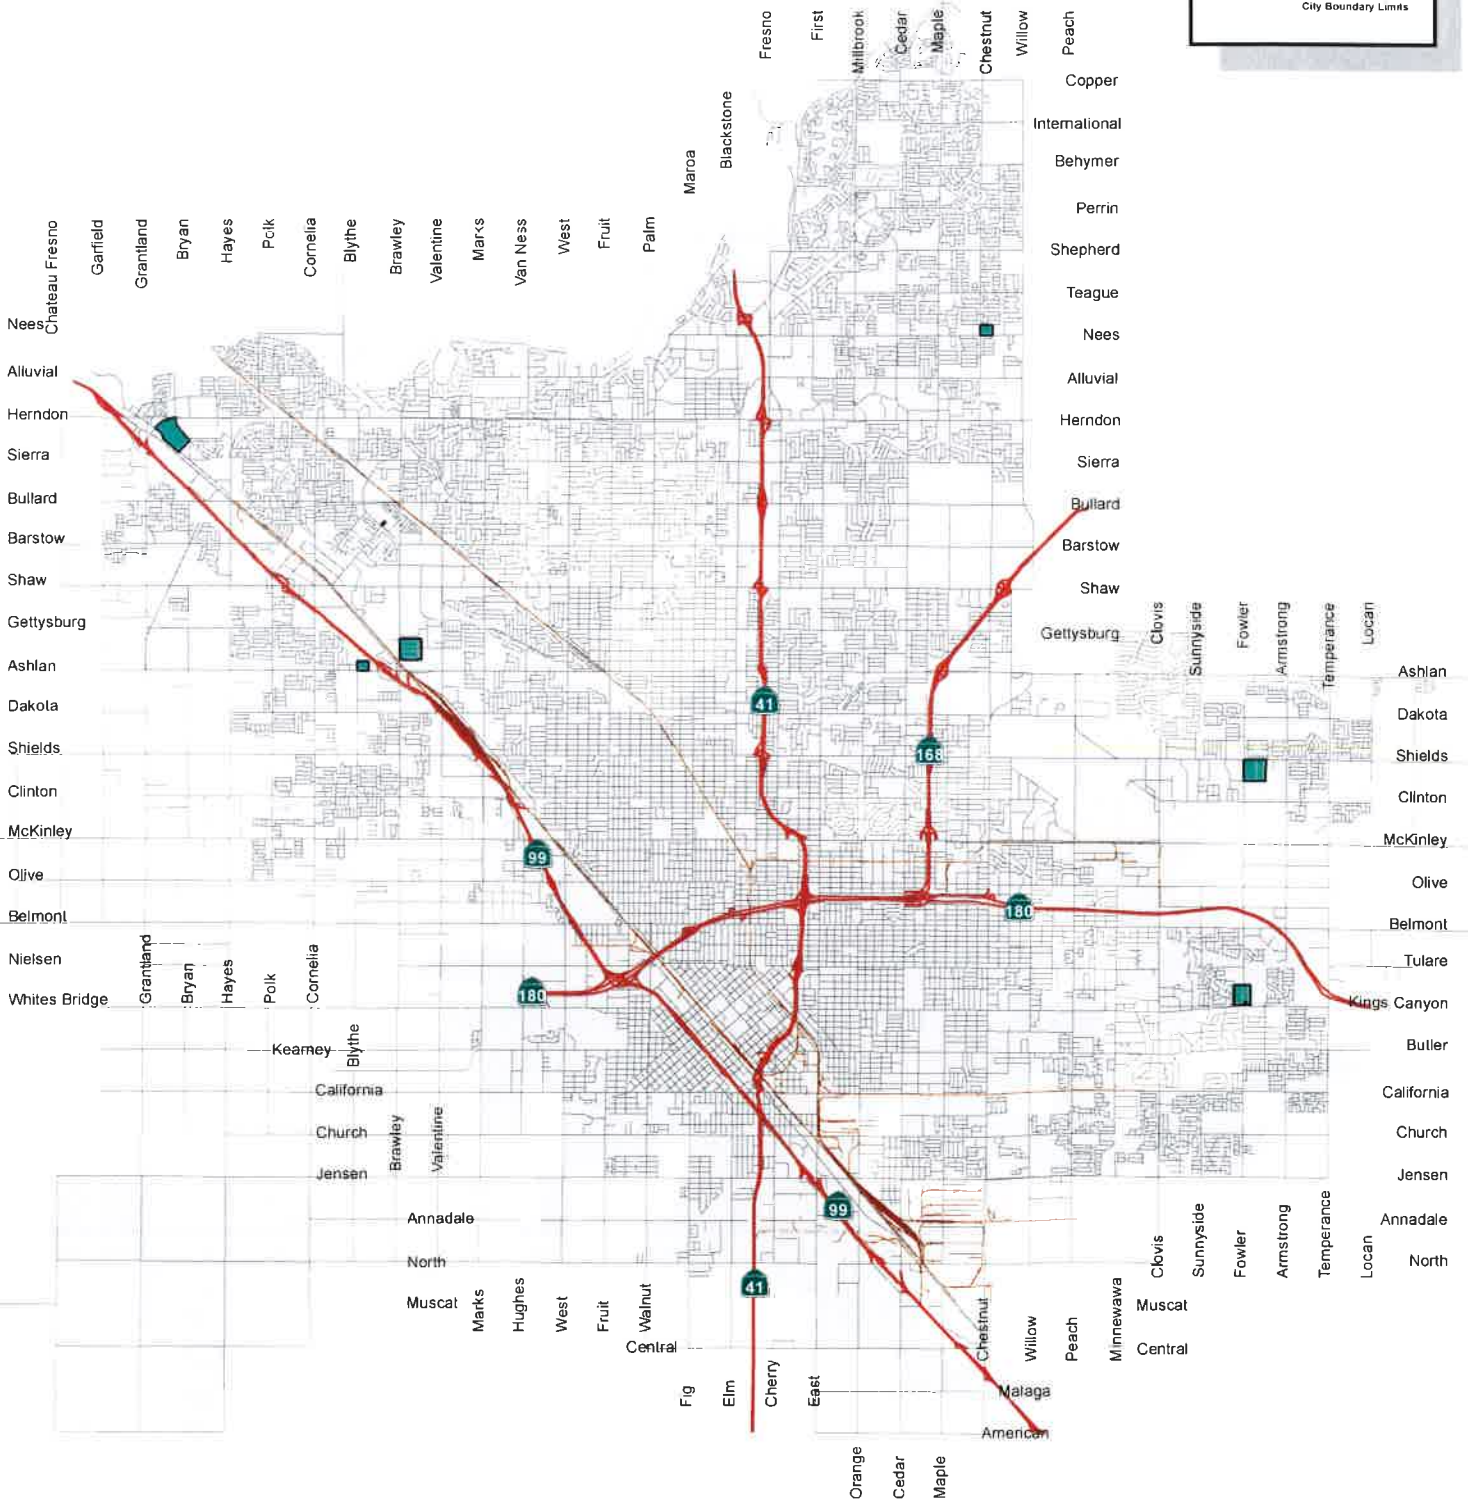 City Boundary Limits
Fresno
First
Millbrook
Cedar
Maple
Chestnut
Willow
Peach
Copper
International
Behymer
Perrin
Shepherd
Teague
Nees
Alluvial
Herndon
Sierra
Bullard
Barstow
Shaw
Gettysburg
Blackstone
Maroa
Chateau Fresno
Garfield
Grantland
Bryan
Hayes
Polk
Cornelia
Blythe
Brawley
Valentine
Marks
Van Ness
West
Fruit
Palm
Nees
Alluvial
Herndon
Sierra
Bullard
Barstow
Shaw
Gettysburg
Ashlan
Dakota
Shields
Clinton
McKinley
Olive
Belmont
Nielsen
Whites Bridge
Clovis
Sunnyside
Fowler
Armstrong
Temperance
Locan
Ashlan
Dakota
Shields
Clinton
McKinley
Olive
Belmont
Tulare
Kings Canyon
Butler
California
Church
Jensen
Annadale
North
41
168
99
180
180
99
41
Grantland
Bryan
Hayes
Polk
Cornelia
Kearney
Blythe
California
Church
Jensen
Brawley
Valentine
Annadale
North
Muscat
Marks
Hughes
West
Fruit
Walnut
Central
Fig
Elm
Cherry
East
Orange
Cedar
Maple
Chestnut
Willow
Peach
Minnewawa
Clovis
Sunnyside
Fowler
Armstrong
Temperance
Locan
Muscat
Central
Malaga
American